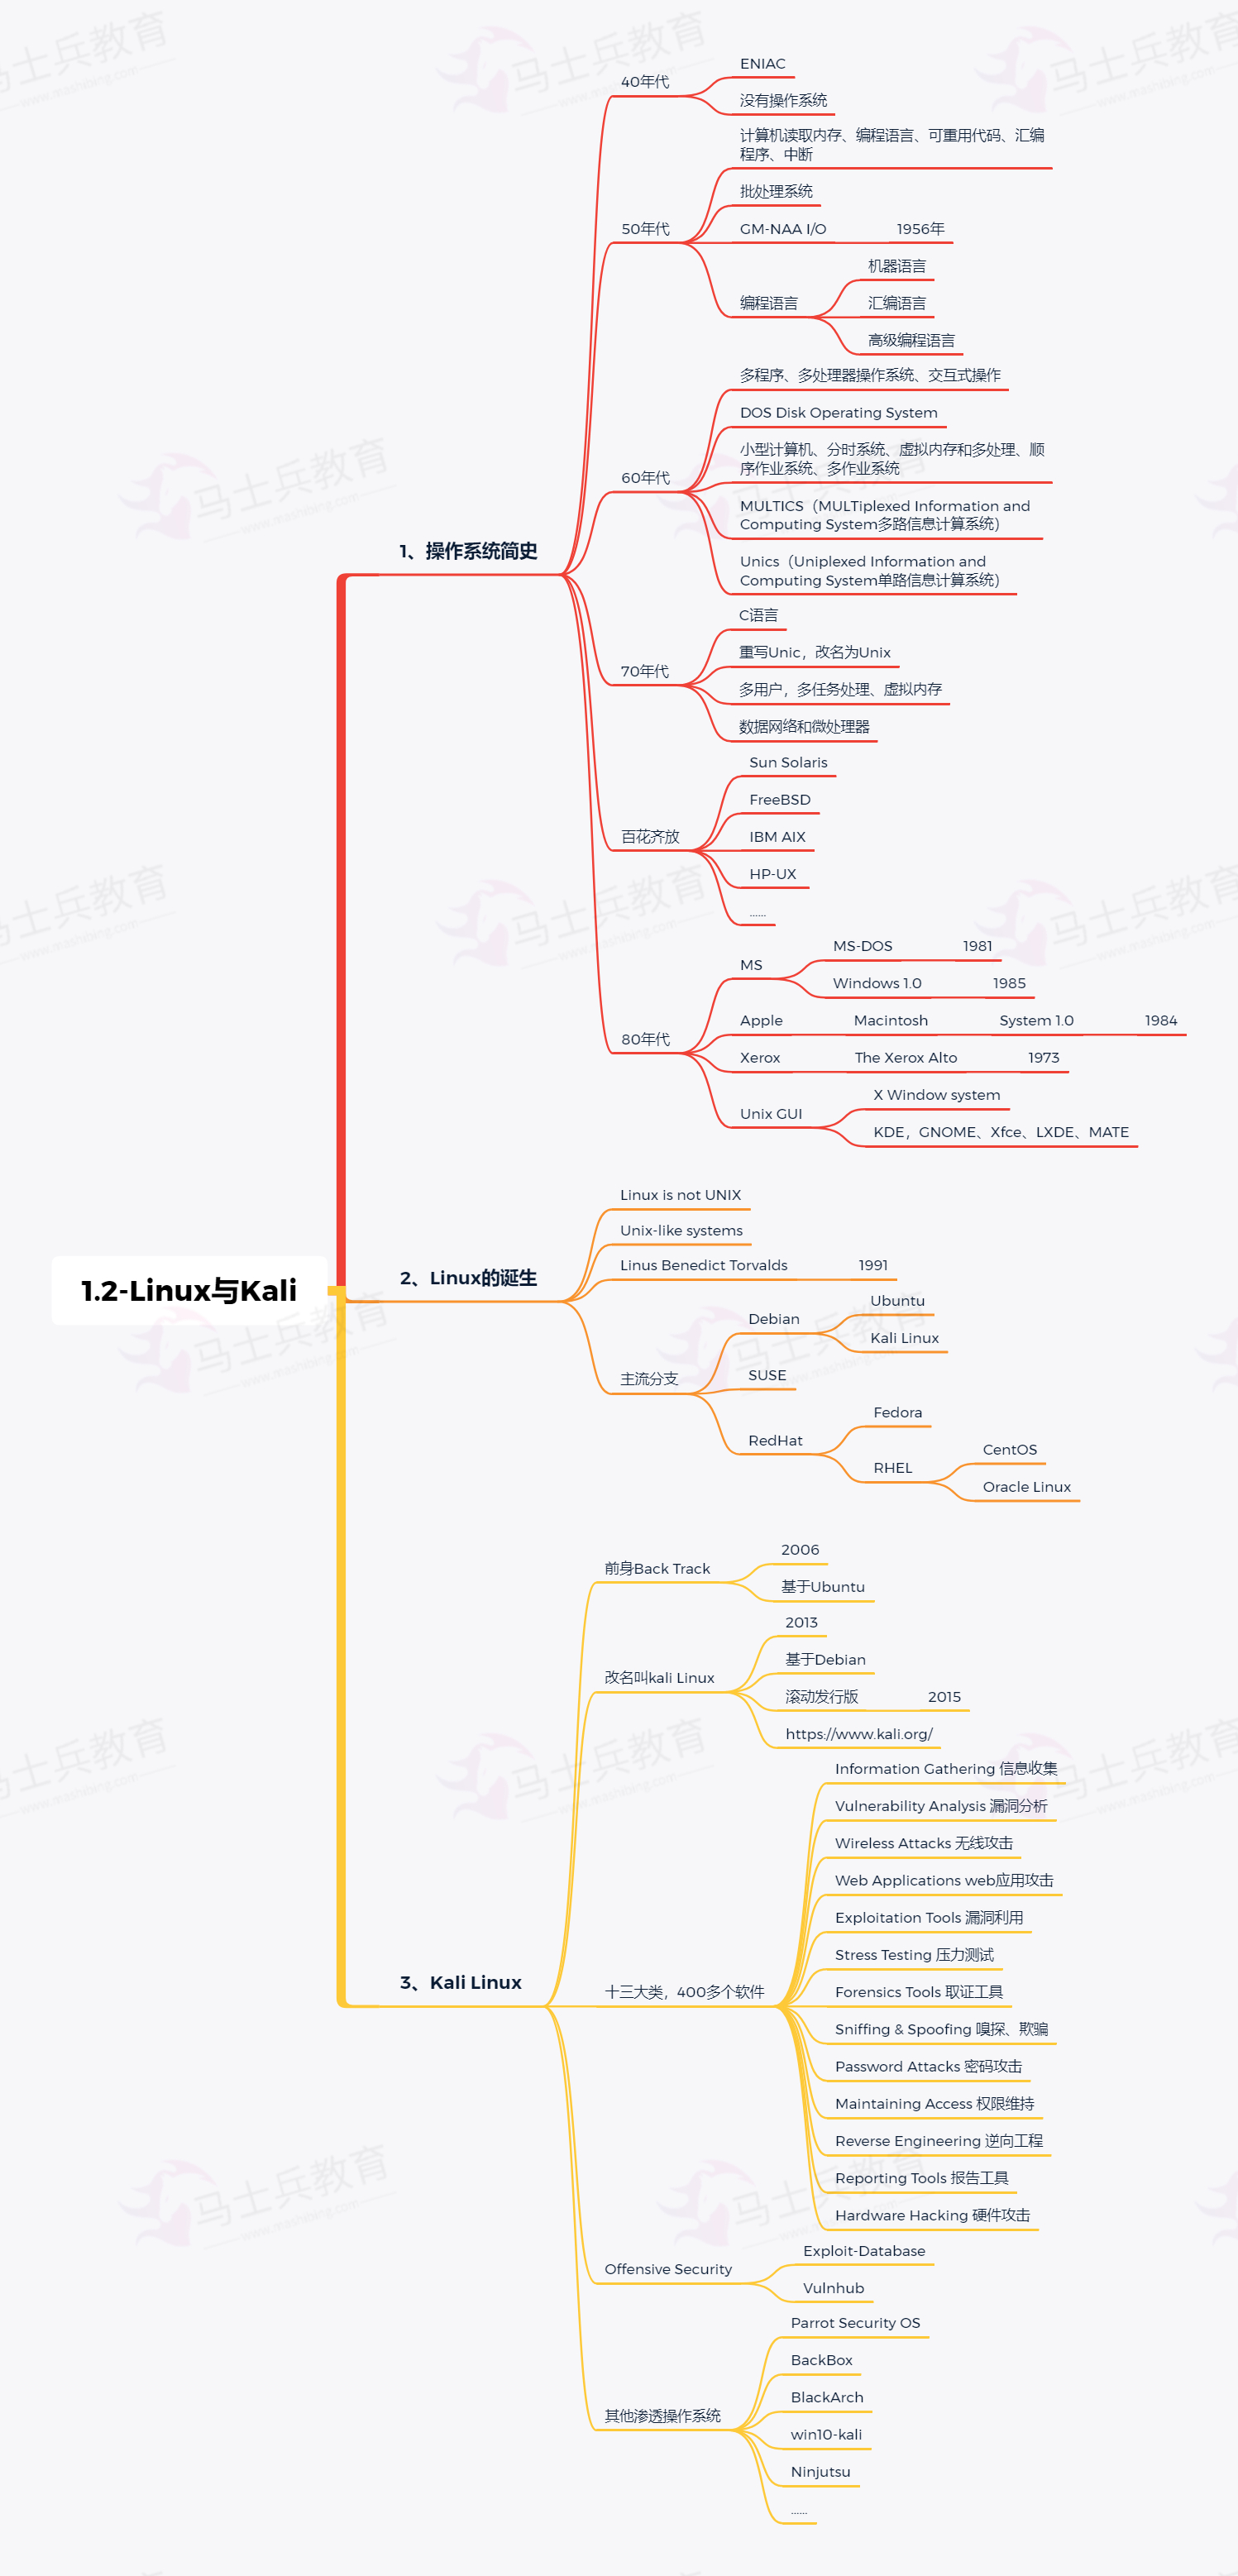 1.2-Linux与Kali
1、操作系统简史
40年代
ENIAC
没有操作系统
50年代
计算机读取内存、编程语言、可重用代码、汇编
程序、中断
批处理系统
GM-NAA I/O
1956年
编程语言
机器语言
汇编语言
高级编程语言
60年代
多程序、多处理器操作系统、交互式操作
DOS Disk Operating System
小型计算机、分时系统、虚拟内存和多处理、顺
序作业系统、多作业系统
MULTICS（MULTiplexed Information and
Computing System多路信息计算系统）
Unics（Uniplexed Information and
Computing System单路信息计算系统）
70年代
C语言
重写Unic，改名为Unix
多用户，多任务处理、虚拟内存
数据网络和微处理器
百花齐放
Sun Solaris
FreeBSD
IBM AIX
HP-UX
......
80年代
MS
MS-DOS
1981
Windows 1.0
1985
Apple
Macintosh
System 1.0
1984
Xerox
The Xerox Alto
1973
Unix GUI
X Window system
KDE，GNOME、Xfce、LXDE、MATE
2、Linux的诞生
Linux is not UNIX
Unix-like systems
Linus Benedict Torvalds
1991
主流分支
Debian
Ubuntu
Kali Linux
SUSE
RedHat
Fedora
RHEL
CentOS
Oracle Linux
3、Kali Linux
前身Back Track
2006
基于Ubuntu
改名叫kali Linux
2013
基于Debian
滚动发行版
2015
https://www.kali.org/
十三大类，400多个软件
Information Gathering 信息收集
Vulnerability Analysis 漏洞分析
Wireless Attacks 无线攻击
Web Applications web应用攻击
Exploitation Tools 漏洞利用
Stress Testing 压力测试
Forensics Tools 取证工具
Sniffing & Spoofing 嗅探、欺骗
Password Attacks 密码攻击
Maintaining Access 权限维持
Reverse Engineering 逆向工程
Reporting Tools 报告工具
Hardware Hacking 硬件攻击
Offensive Security
Exploit-Database
Vulnhub
其他渗透操作系统
Parrot Security OS
BackBox
BlackArch
win10-kali
Ninjutsu
......
马士兵教育
www.mashibing.com